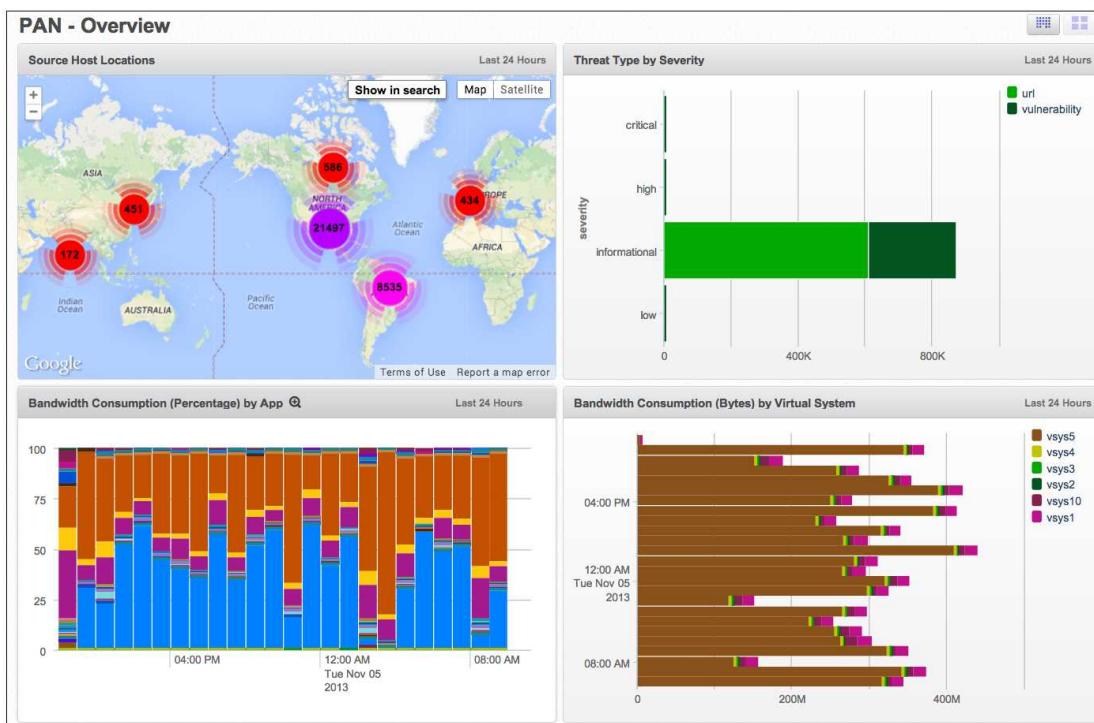 PAN - Overview
Source Host Locations
Last 24 Hours
+
−
Show in search
Map
Satellite
ASIA
586
451
NORTH
AMERICA
434
21497
Atlantic
Ocean
AFRICA
172
8535
Indian
Ocean
Pacific
Ocean
AUSTRALIA
Google
Terms of Use
Report a map error
Threat Type by Severity
Last 24 Hours
url
vulnerability
critical
high
severity
informational
low
0
400K
800K
Bandwidth Consumption (Percentage) by App
Last 24 Hours
100
75
50
25
0
04:00 PM
12:00 AM
08:00 AM
Tue Nov 05
2013
Bandwidth Consumption (Bytes) by Virtual System
Last 24 Hours
vsys5
vsys4
vsys3
vsys2
vsys10
vsys1
04:00 PM
12:00 AM
Tue Nov 05
2013
08:00 AM
0
200M
400M